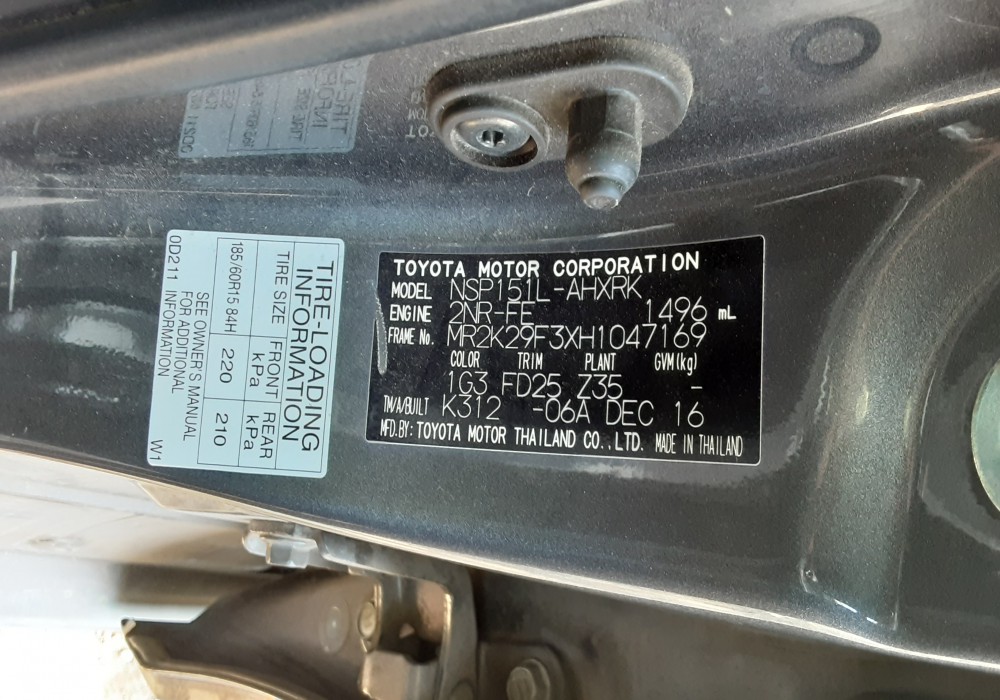 TIRE-LOADING
INFORMATION
TIRE SIZE FRONT REAR
kPa kPa
185/60R15 84H 220 210
SEE OWNER'S MANUAL
FOR ADDITIONAL
INFORMATION
0D211 W1
TOYOTA MOTOR CORPORATION
MODEL NSP151L-AHXRK
ENGINE 2NR-FE 1496 mL
FRAME No. MR2K29F3XH1047169
COLOR TRIM PLANT GVM(kg)
1G3 FD25 Z35 -
TM/A/BUILT K312 -06A DEC 16
MFD.BY: TOYOTA MOTOR THAILAND CO.,LTD. MADE IN THAILAND